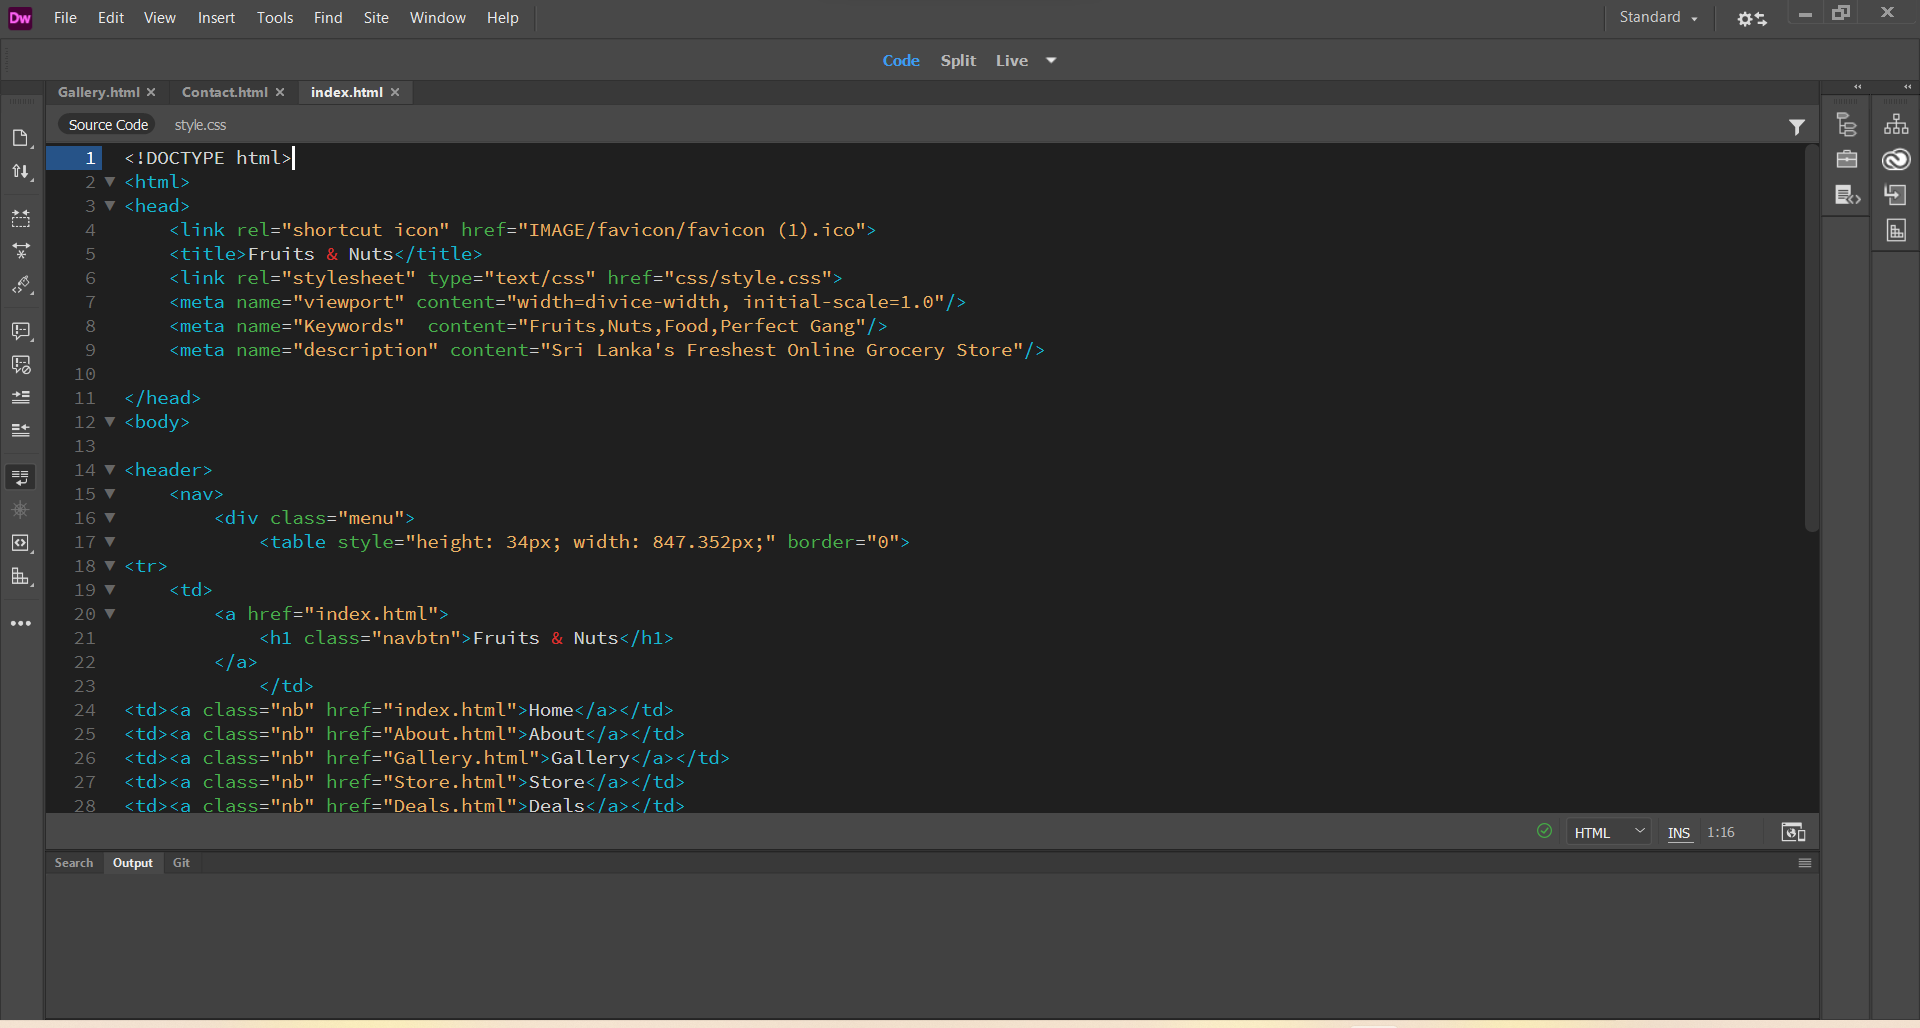 Dw File Edit View Insert Tools Find Site Window Help Standard
Code Split Live
Gallery.html × Contact.html × index.html ×
Source Code style.css
1 <!DOCTYPE html>
2 <html>
3 <head>
4 <link rel="shortcut icon" href="IMAGE/favicon/favicon (1).ico">
5 <title>Fruits & Nuts</title>
6 <link rel="stylesheet" type="text/css" href="css/style.css">
7 <meta name="viewport" content="width=divice-width, initial-scale=1.0"/>
8 <meta name="Keywords"  content="Fruits,Nuts,Food,Perfect Gang"/>
9 <meta name="description" content="Sri Lanka's Freshest Online Grocery Store"/>
10
11 </head>
12 <body>
13
14 <header>
15 <nav>
16 <div class="menu">
17 <table style="height: 34px; width: 847.352px;" border="0">
18 <tr>
19 <td>
20 <a href="index.html">
21 <h1 class="navbtn">Fruits & Nuts</h1>
22 </a>
23 </td>
24 <td><a class="nb" href="index.html">Home</a></td>
25 <td><a class="nb" href="About.html">About</a></td>
26 <td><a class="nb" href="Gallery.html">Gallery</a></td>
27 <td><a class="nb" href="Store.html">Store</a></td>
28 <td><a class="nb" href="Deals.html">Deals</a></td>
HTML INS 1:16
Search Output Git